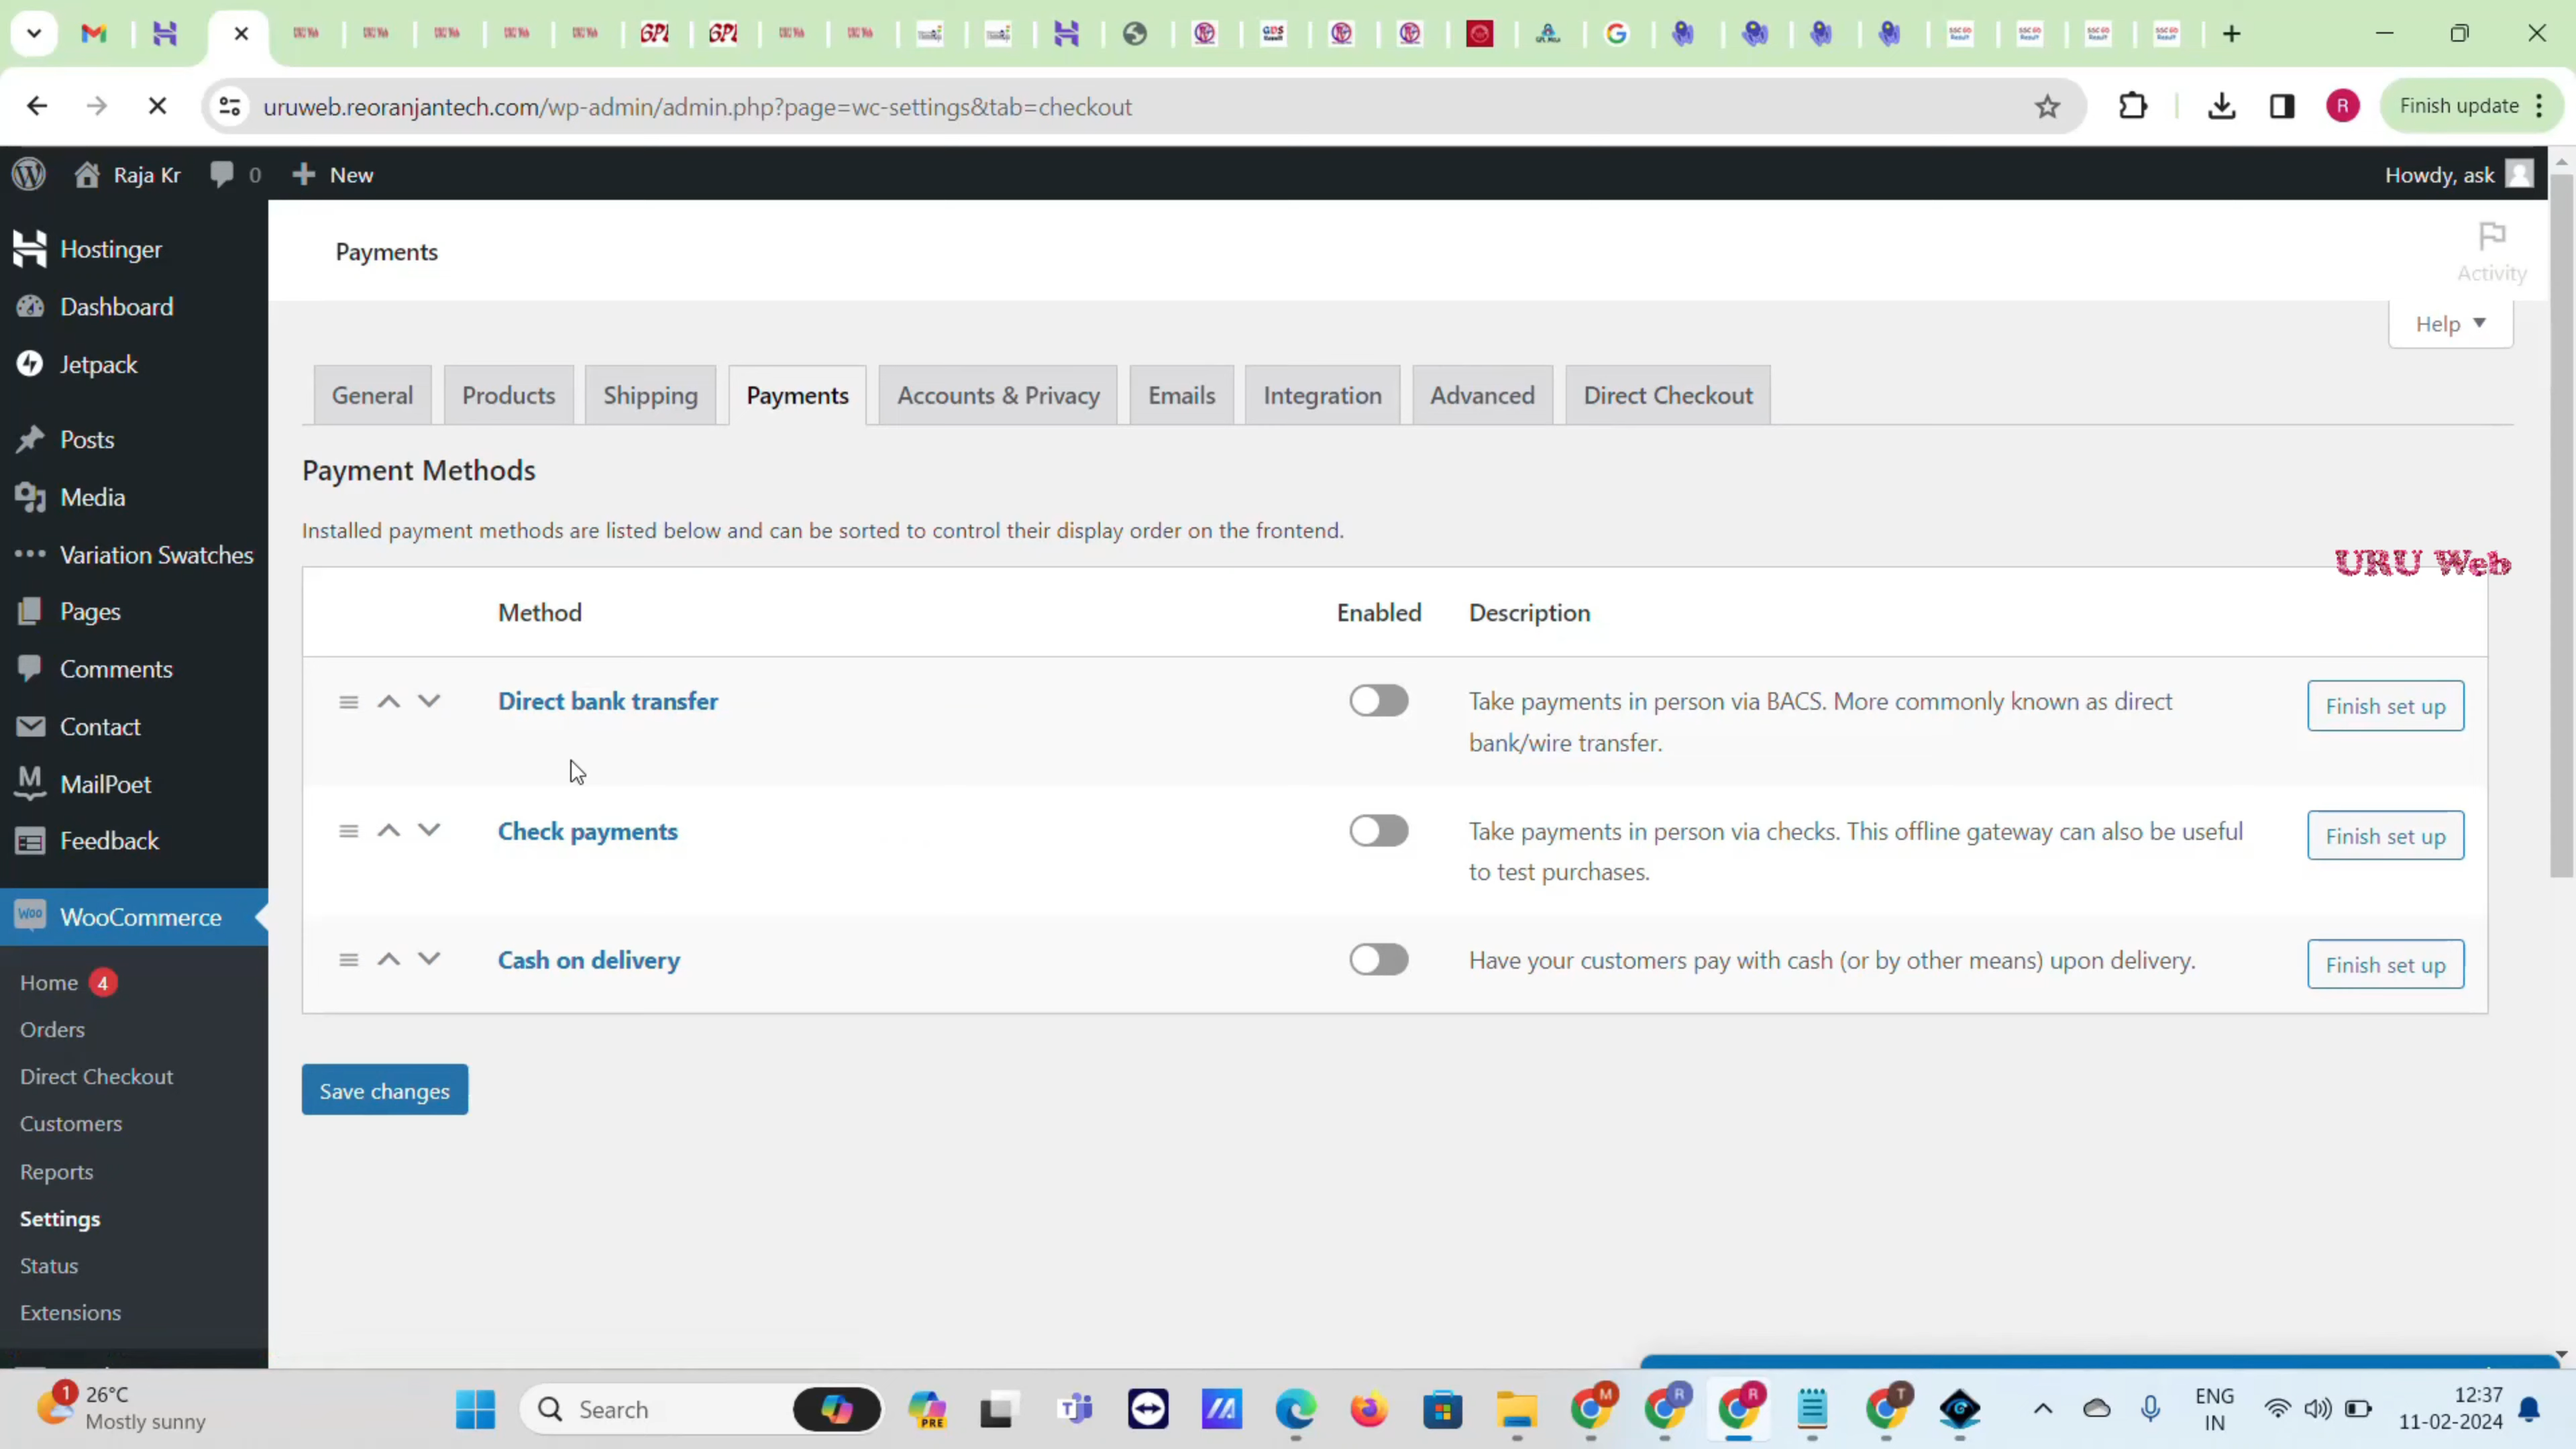 uruweb.reoranjantech.com/wp-admin/admin.php?page=wc-settings&tab=checkout
R
Finish update
Raja Kr
0
New
Howdy, ask
Hostinger
Dashboard
Jetpack
Posts
Media
Variation Swatches
Pages
Comments
Contact
MailPoet
Feedback
WooCommerce
Home 4
Orders
Direct Checkout
Customers
Reports
Settings
Status
Extensions
Payments
Activity
Help
General
Products
Shipping
Payments
Accounts & Privacy
Emails
Integration
Advanced
Direct Checkout
Payment Methods
Installed payment methods are listed below and can be sorted to control their display order on the frontend.
URU Web
Method
Enabled
Description
Direct bank transfer
Take payments in person via BACS. More commonly known as direct
bank/wire transfer.
Finish set up
Check payments
Take payments in person via checks. This offline gateway can also be useful
to test purchases.
Finish set up
Cash on delivery
Have your customers pay with cash (or by other means) upon delivery.
Finish set up
Save changes
1
26°C
Mostly sunny
Search
PRE
M
R
R
T
ENG
IN
12:37
11-02-2024